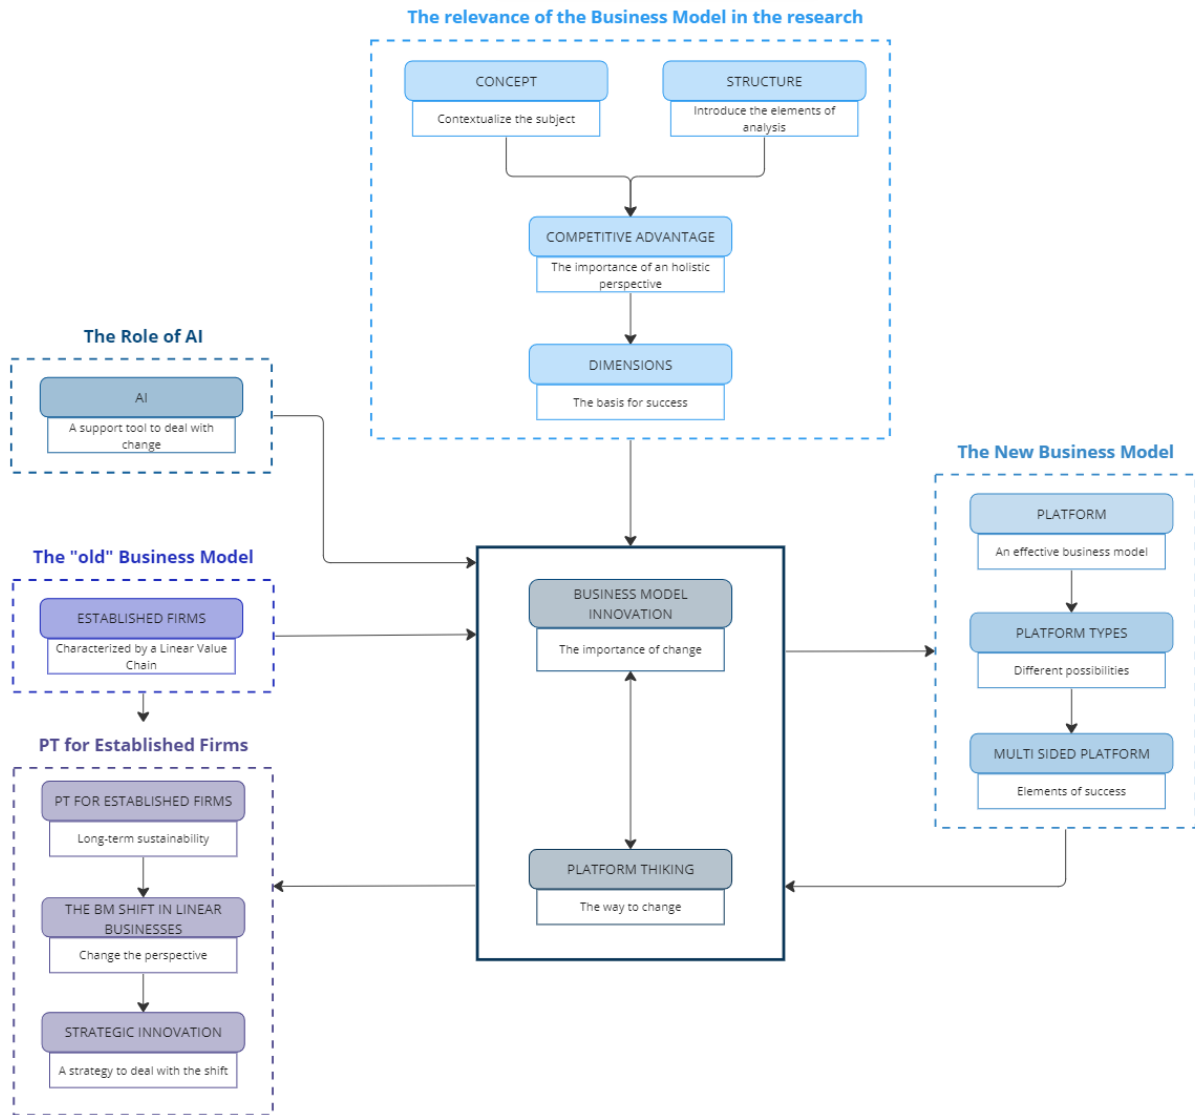 The relevance of the Business Model in the research
CONCEPT
Contextualize the subject
STRUCTURE
Introduce the elements of
analysis
COMPETITIVE ADVANTAGE
The importance of an holistic
perspective
DIMENSIONS
The basis for success
The Role of AI
AI
A support tool to deal with
change
The "old" Business Model
ESTABLISHED FIRMS
Characterized by a Linear Value
Chain
PT for Established Firms
PT FOR ESTABLISHED FIRMS
Long-term sustainability
THE BM SHIFT IN LINEAR
BUSINESSES
Change the perspective
STRATEGIC INNOVATION
A strategy to deal with the shift
BUSINESS MODEL
INNOVATION
The importance of change
PLATFORM THIKING
The way to change
The New Business Model
PLATFORM
An effective business model
PLATFORM TYPES
Different possibilities
MULTI SIDED PLATFORM
Elements of success